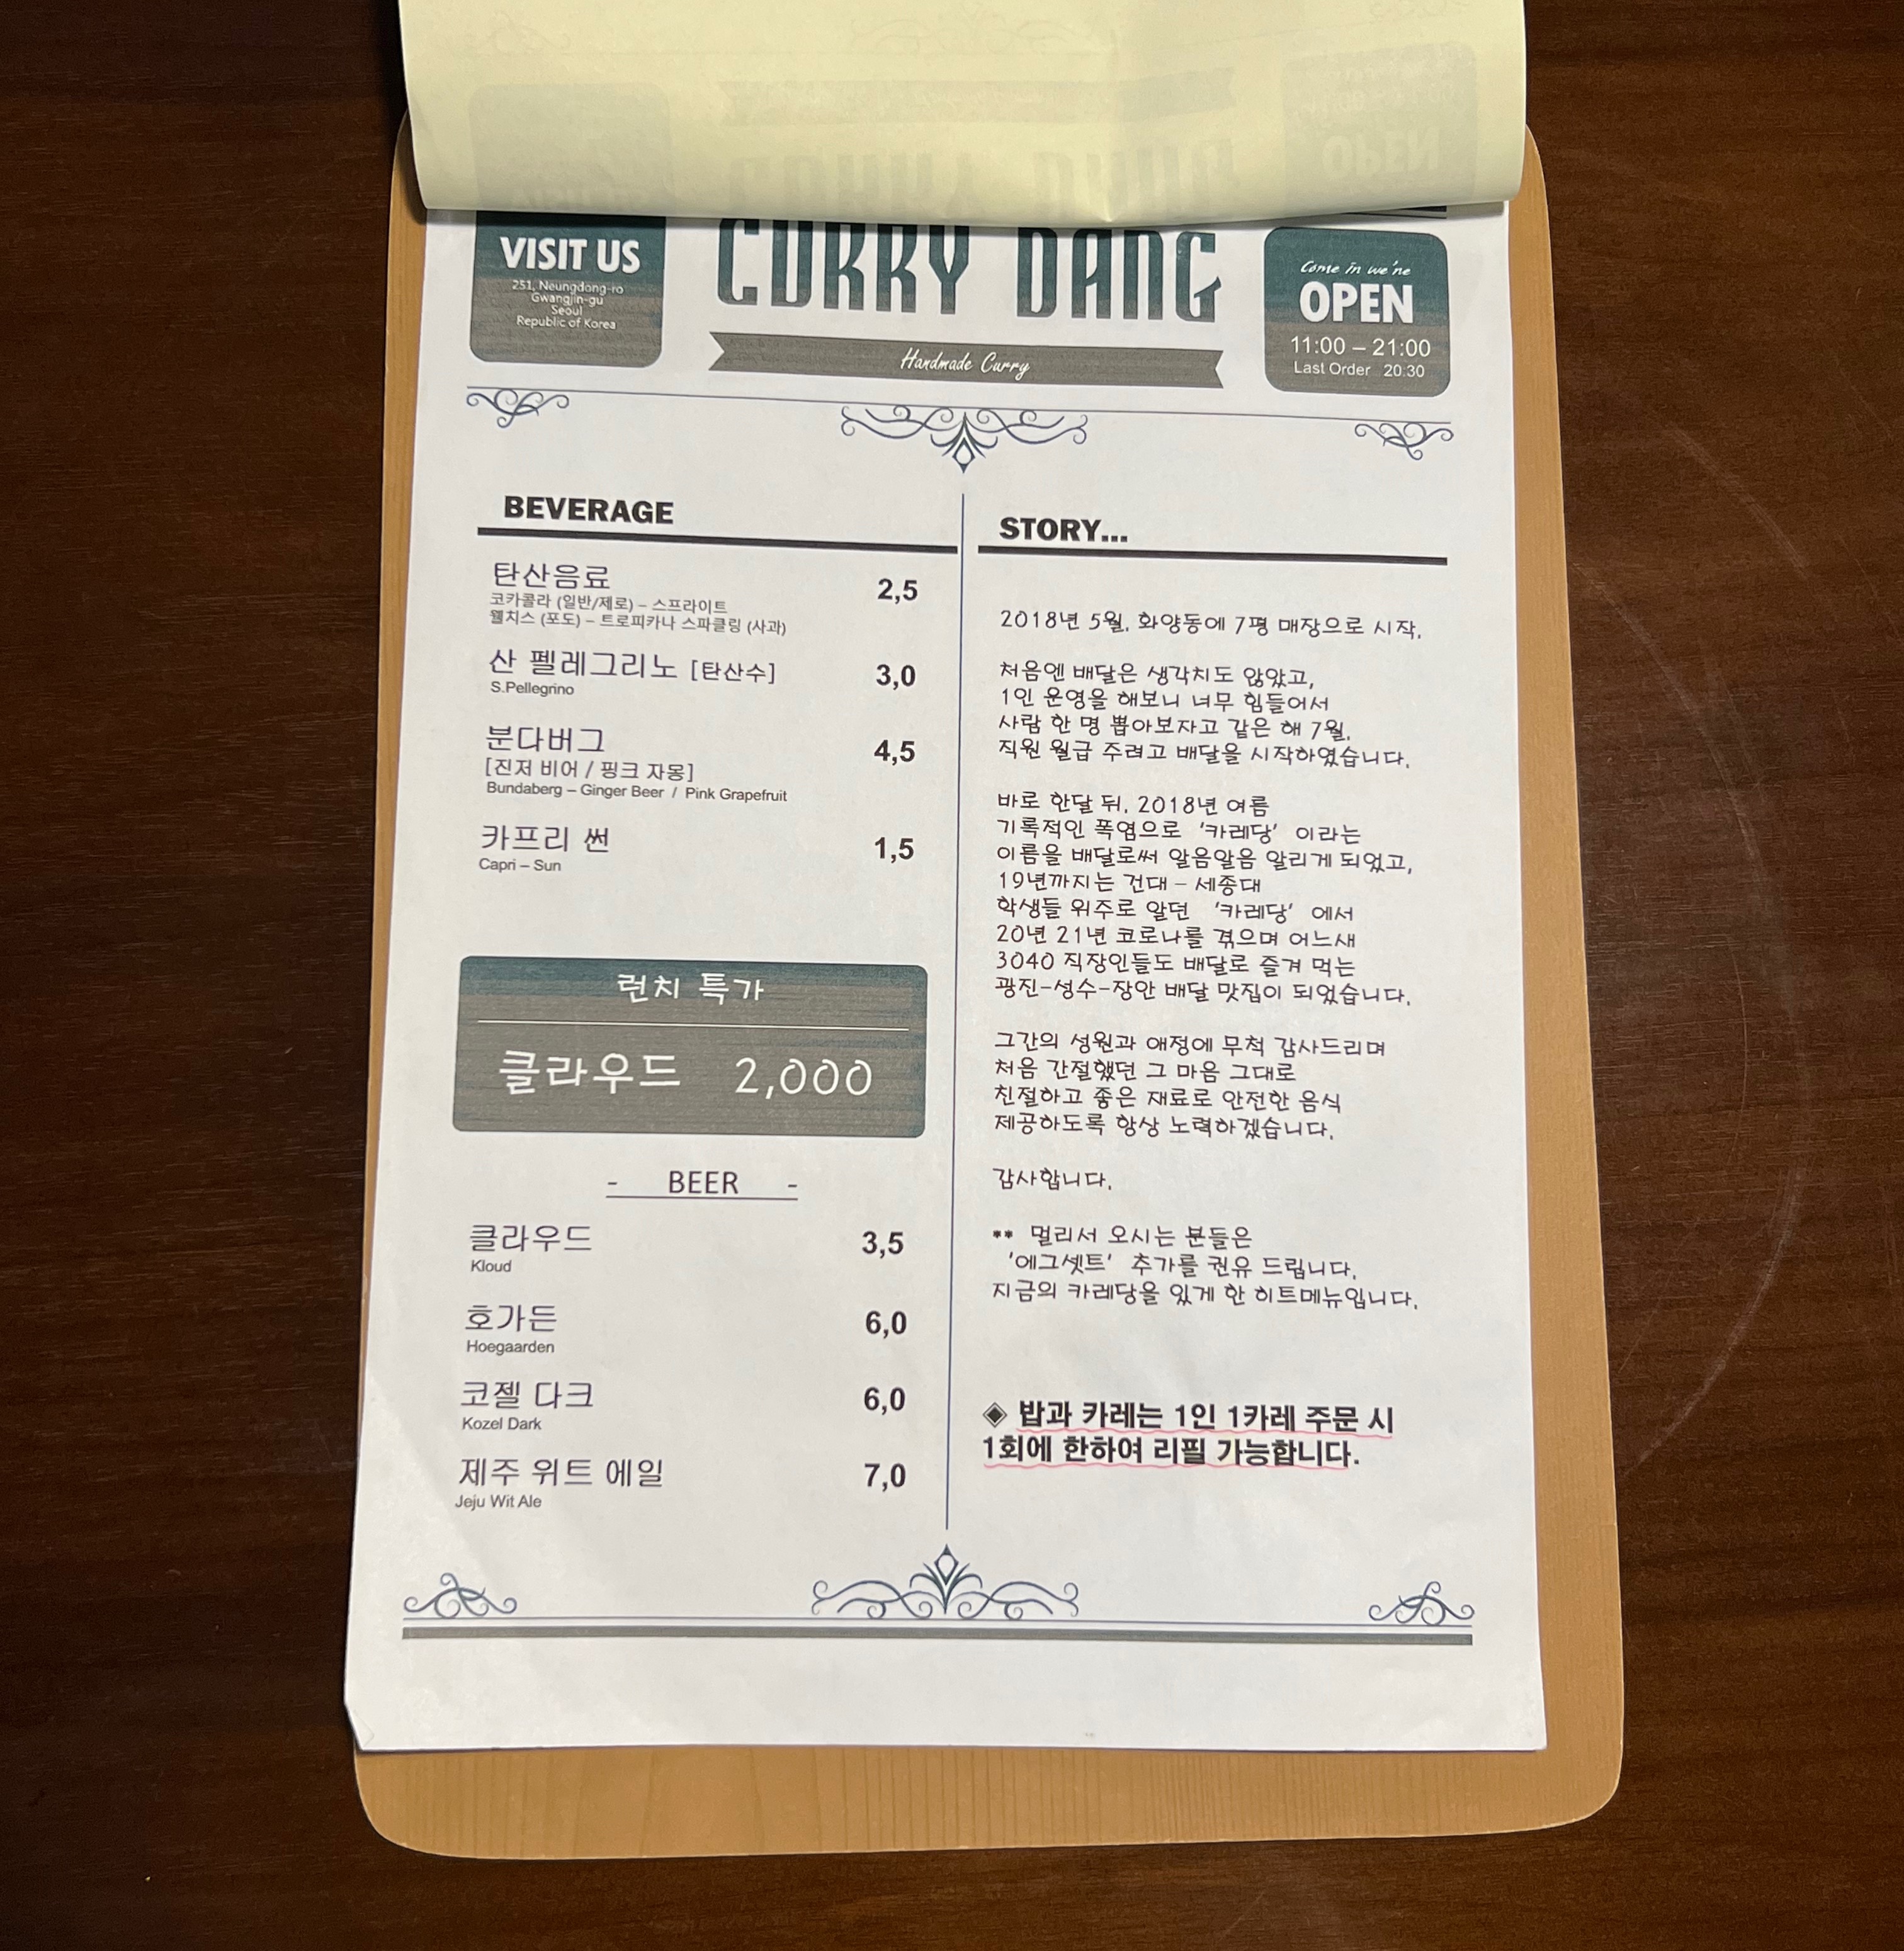 VISIT US
251, Neungdong-ro
Gwangjin-gu
Seoul
Republic of Korea
CURRY DANG
Handmade Curry
Come in we're
OPEN
11:00 – 21:00
Last Order 20:30
BEVERAGE
탄산음료 2,5
코카콜라 (일반/제로) – 스프라이트
웰치스 (포도) – 트로피카나 스파클링 (사과)
산 펠레그리노 [탄산수] 3,0
S.Pellegrino
분다버그 4,5
[진저 비어 / 핑크 자몽]
Bundaberg – Ginger Beer / Pink Grapefruit
카프리 썬 1,5
Capri – Sun
런치 특가
클라우드 2,000
- BEER -
클라우드 3,5
Kloud
호가든 6,0
Hoegaarden
코젤 다크 6,0
Kozel Dark
제주 위트 에일 7,0
Jeju Wit Ale
STORY...
2018년 5월, 화양동에 7평 매장으로 시작.
처음엔 배달은 생각치도 않았고,
1인 운영을 해보니 너무 힘들어서
사람 한 명 뽑아보자고 같은 해 7월,
직원 월급 주려고 배달을 시작하였습니다.
바로 한달 뒤, 2018년 여름
기록적인 폭염으로 '카레당' 이라는
이름을 배달로써 알음알음 알리게 되었고,
19년까지는 건대 – 세종대
학생들 위주로 알던 '카레당' 에서
20년 21년 코로나를 겪으며 어느새
3040 직장인들도 배달로 즐겨 먹는
광진-성수-장안 배달 맛집이 되었습니다.
그간의 성원과 애정에 무척 감사드리며
처음 간절했던 그 마음 그대로
친절하고 좋은 재료로 안전한 음식
제공하도록 항상 노력하겠습니다.
감사합니다.
** 멀리서 오시는 분들은
'에그셋트' 추가를 권유 드립니다.
지금의 카레당을 있게 한 히트메뉴입니다.
◈ 밥과 카레는 1인 1카레 주문 시
1회에 한하여 리필 가능합니다.